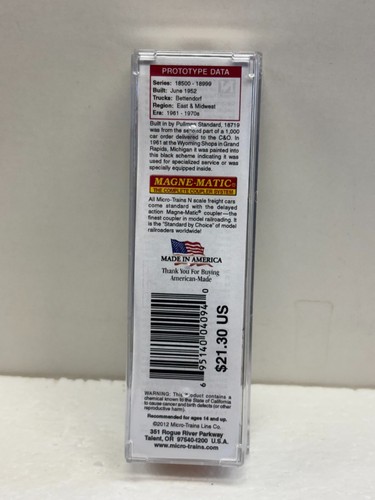 PROTOTYPE DATA
Series: 18500 - 18999
Built: June 1952
Trucks: Bettendorf
Region: East & Midwest
Era: 1961 - 1970s
Built in by Pullman Standard, 18719
was from the second part of a 1,000
car order delivered to the C&O. In
1961 at the Wyoming Shops in Grand
Rapids, Michigan it was painted into
this black scheme indicating it was
used for specialized service or was
specially equipped inside.
MAGNE-MATIC®
THE COMPLETE COUPLER SYSTEM
All Micro-Trains N scale freight cars
come standard with the delayed
action Magne-Matic® coupler—the
finest coupler in model railroading. It
is the "Standard by Choice" of model
railroaders worldwide!
MADE IN AMERICA
Thank You For Buying
American-Made
6 95140 04094 0
$21.30 US
WARNING: This product contains a
chemical known to the State of California
to cause cancer and birth defects (or other
reproductive harm).
Recommended for ages 14 and up.
©2012 Micro-Trains Line Co.
351 Rogue River Parkway
Talent, OR 97540-1200 U.S.A.
www.micro-trains.com